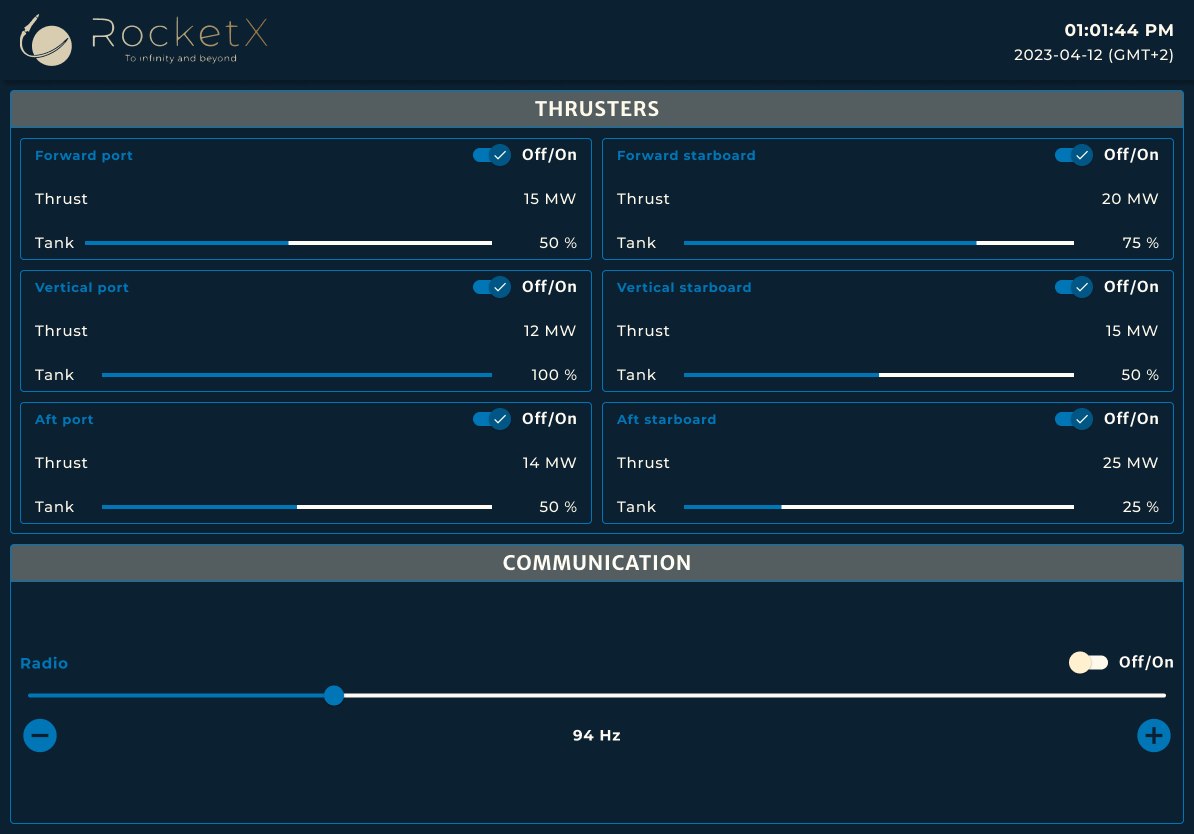 RocketX
To infinity and beyond
01:01:44 PM
2023-04-12 (GMT+2)
THRUSTERS
Forward port Off/On
Thrust 15 MW
Tank 50 %
Forward starboard Off/On
Thrust 20 MW
Tank 75 %
Vertical port Off/On
Thrust 12 MW
Tank 100 %
Vertical starboard Off/On
Thrust 15 MW
Tank 50 %
Aft port Off/On
Thrust 14 MW
Tank 50 %
Aft starboard Off/On
Thrust 25 MW
Tank 25 %
COMMUNICATION
Radio Off/On
94 Hz